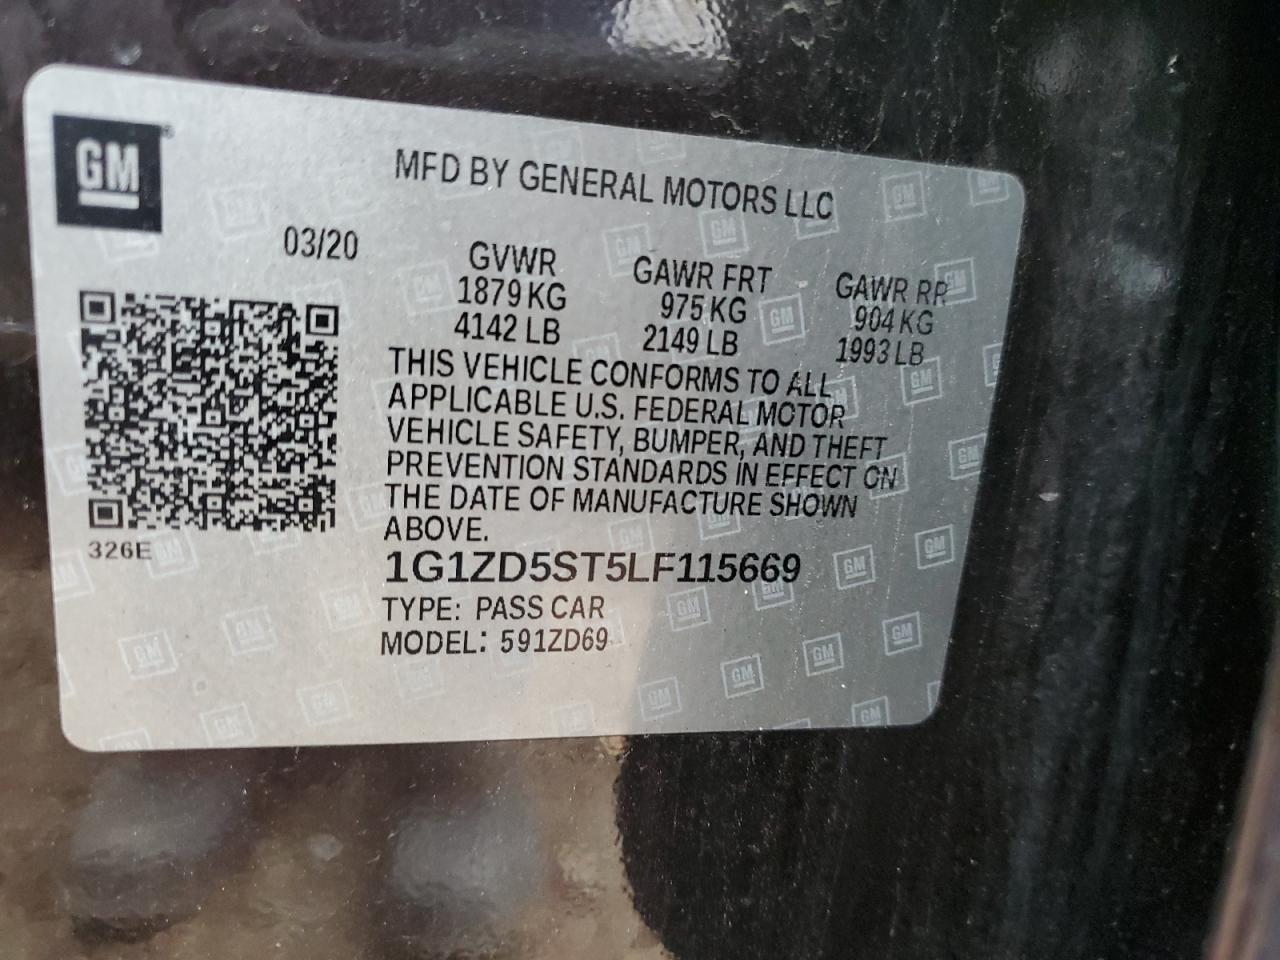 GM
MFD BY GENERAL MOTORS LLC
03/20
GVWR GAWR FRT GAWR RR
1879 KG 975 KG 904 KG
4142 LB 2149 LB 1993 LB
THIS VEHICLE CONFORMS TO ALL
APPLICABLE U.S. FEDERAL MOTOR
VEHICLE SAFETY, BUMPER, AND THEFT
PREVENTION STANDARDS IN EFFECT ON
THE DATE OF MANUFACTURE SHOWN
ABOVE.
326E
1G1ZD5ST5LF115669
TYPE: PASS CAR
MODEL: 591ZD69